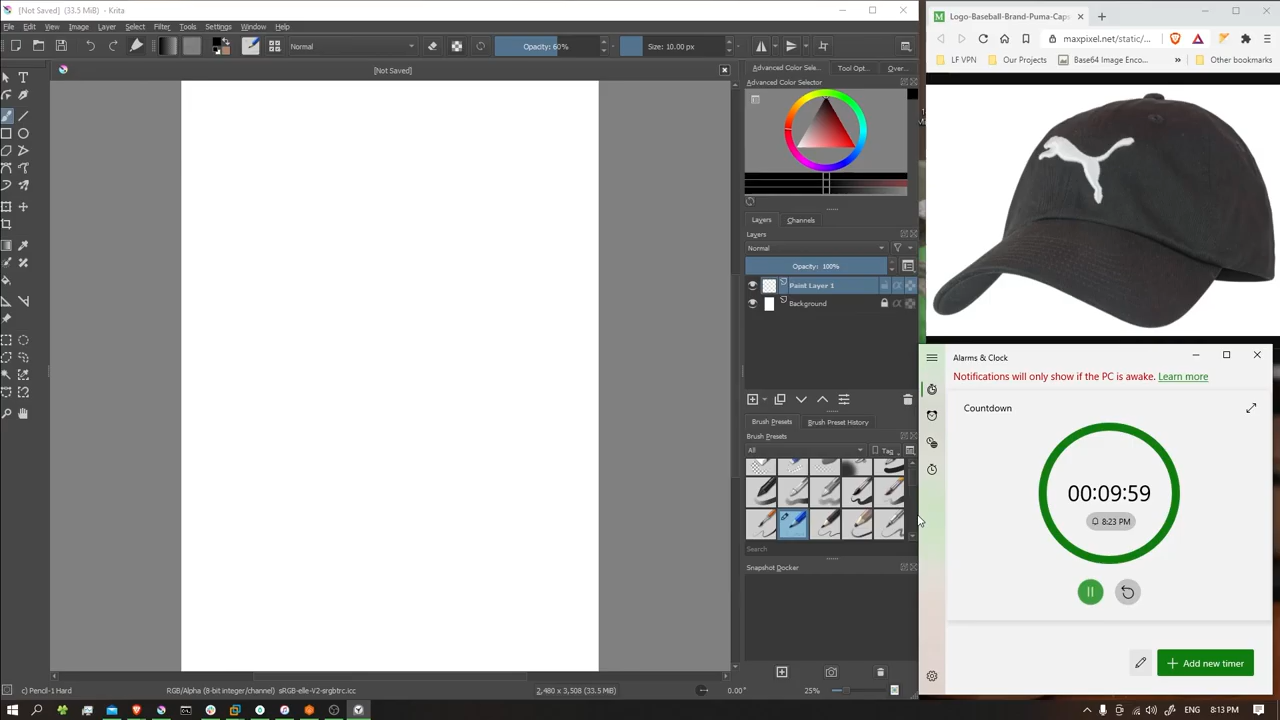 [Not Saved] (33.5 MiB) - Krita
File Edit View Image Layer Select Filter Tools Settings Window Help
Normal
Opacity: 60%
Size: 10.00 px
[Not Saved]
Advanced Color Sele...
Tool Opt...
Over...
Advanced Color Selector
Layers
Channels
Layers
Normal
Opacity: 100%
Paint Layer 1
Background
Brush Presets
Brush Preset History
Brush Presets
All
Tag
Search
Snapshot Docker
c) Pencil-1 Hard
RGB/Alpha (8-bit integer/channel) sRGB-elle-V2-srgbtrc.icc
2,480 x 3,508 (33.5 MiB)
0.00°
25%
Logo-Baseball-Brand-Puma-Caps
maxpixel.net/static/...
LF VPN
Our Projects
Base64 Image Enco...
»
Other bookmarks
Alarms & Clock
Notifications will only show if the PC is awake. Learn more
Countdown
00:09:59
8:23 PM
Add new timer
8:13 PM